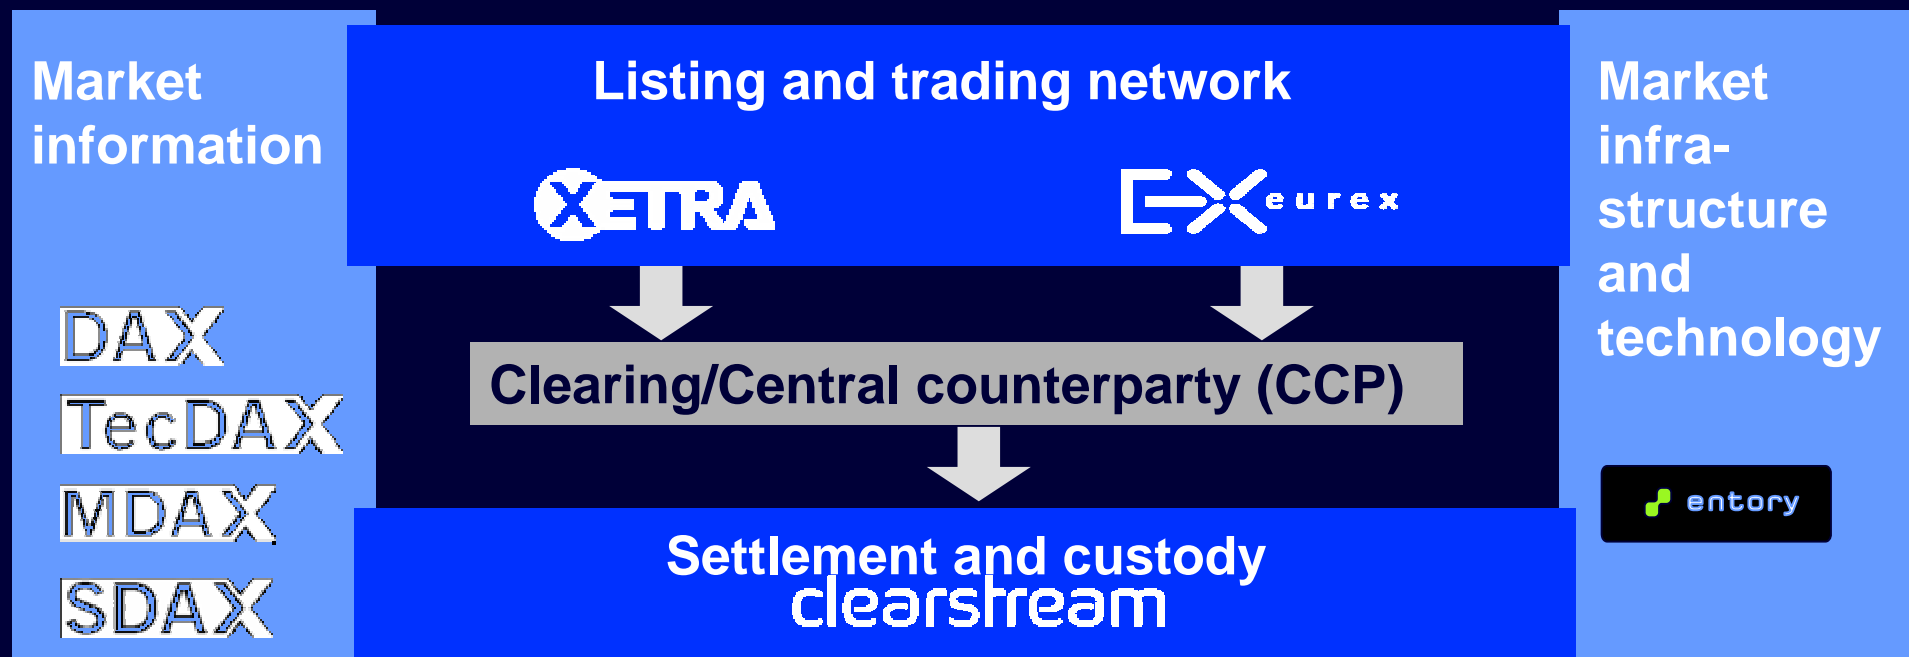 Market
information
DAX
TecDAX
MDAX
SDAX
Listing and trading network
XETRA
eurex
Clearing/Central counterparty (CCP)
Settlement and custody
clearstream
Market
infra-
structure
and
technology
entory